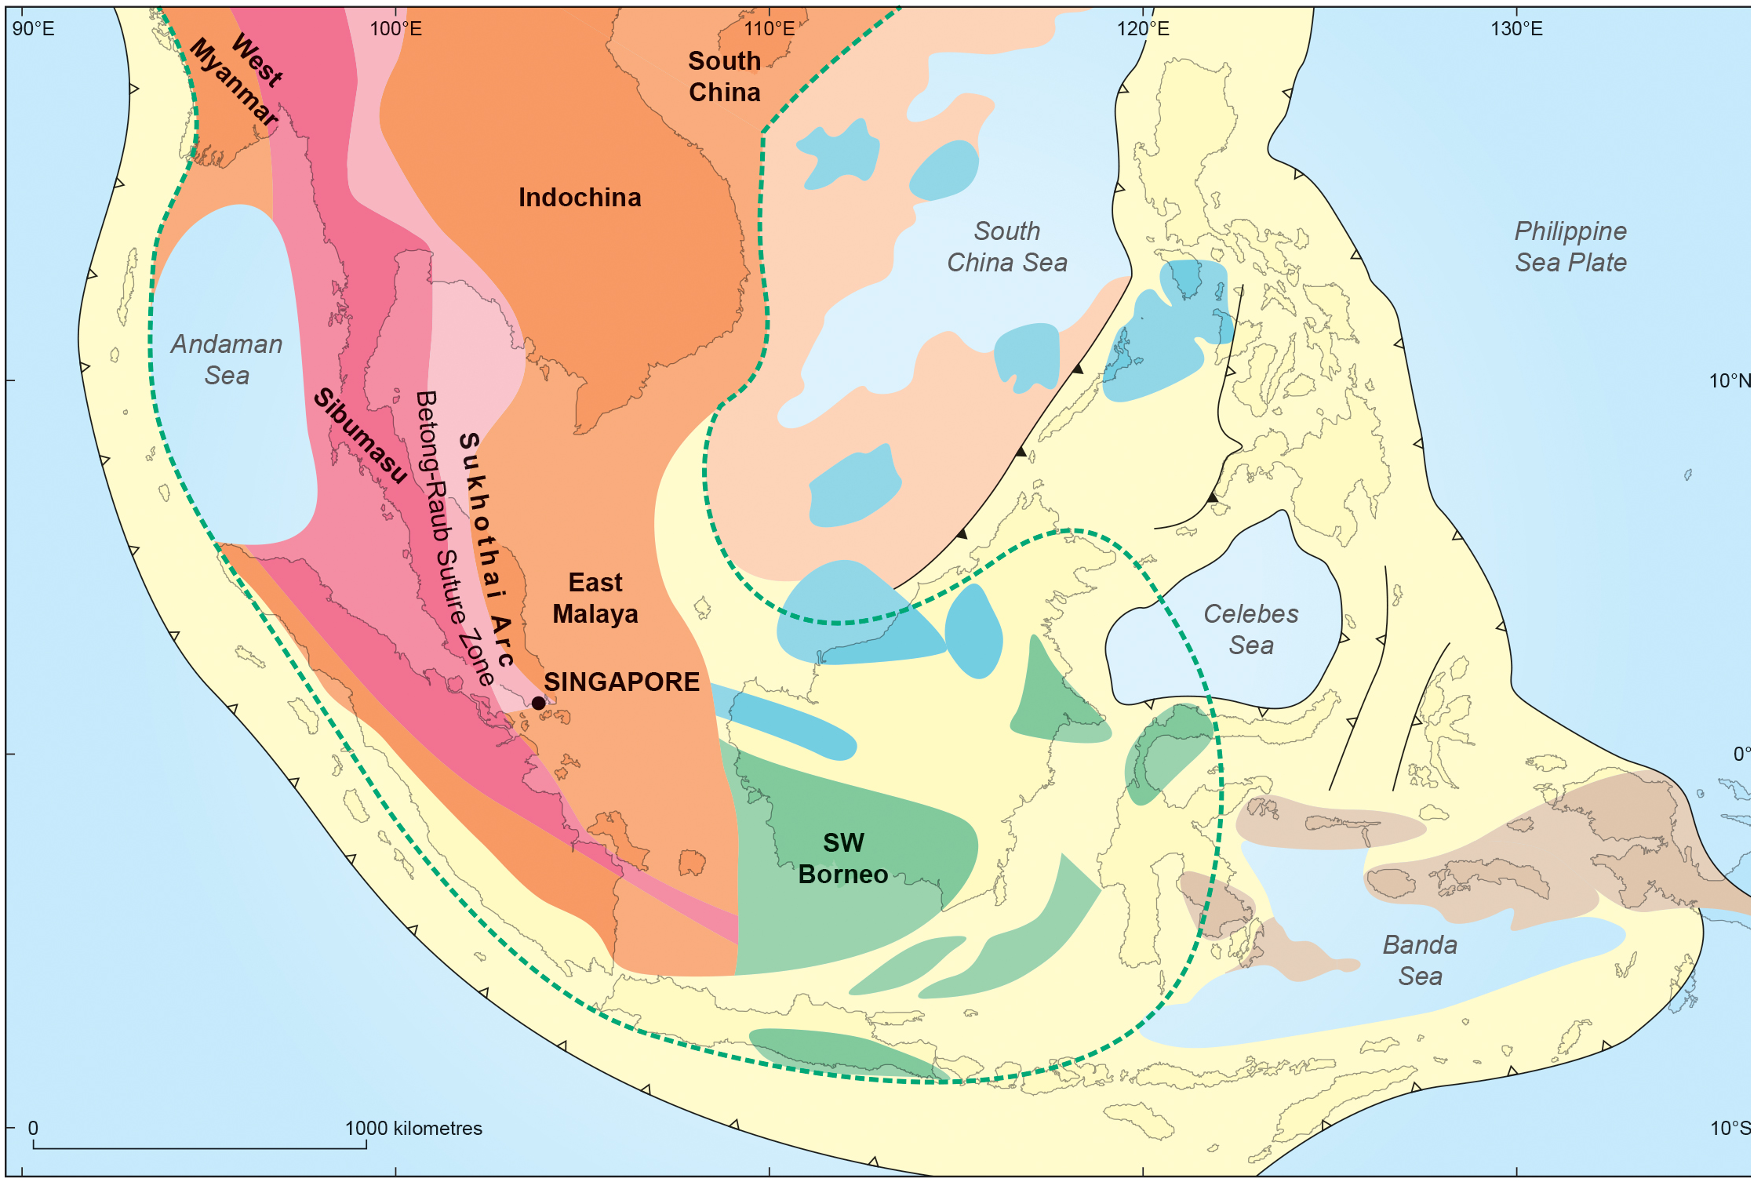 90°E
100°E
110°E
120°E
130°E
West
Myanmar
South
China
Indochina
South
China Sea
Philippine
Sea Plate
Andaman
Sea
10°N
Sibumasu
Betong-Raub Suture Zone
Sukhothai Arc
East
Malaya
SINGAPORE
Celebes
Sea
0°
SW
Borneo
Banda
Sea
0
1000 kilometres
10°S